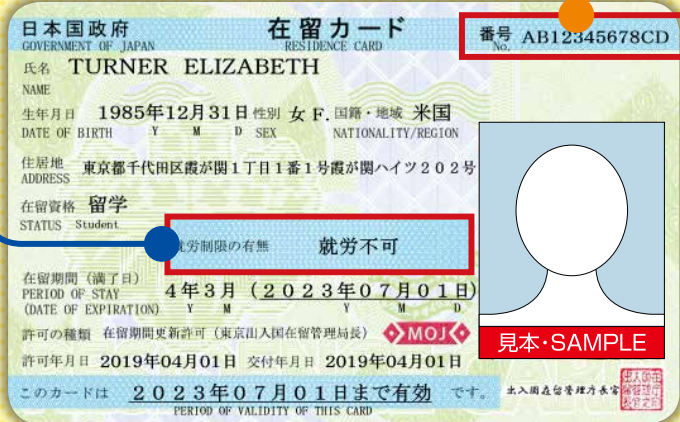 日本国政府 在留カード 番号 AB12345678CD
GOVERNMENT OF JAPAN RESIDENCE CARD No.
氏名 TURNER ELIZABETH
NAME
生年月日 1985年12月31日 性別 女 F. 国籍・地域 米国
DATE OF BIRTH Y M D SEX NATIONALITY/REGION
住居地 東京都千代田区霞が関1丁目1番1号霞が関ハイツ202号
ADDRESS
在留資格 留学
STATUS Student
就労制限の有無 就労不可
在留期間(満了日) 4年3月(2023年07月01日)
PERIOD OF STAY
(DATE OF EXPIRATION) Y M Y M D
許可の種類 在留期間更新許可(東京出入国在留管理局長) MOJ
見本・SAMPLE
許可年月日 2019年04月01日 交付年月日 2019年04月01日
このカードは 2023年07月01日まで有効 です。 出入国在留管理庁長官
PERIOD OF VALIDITY OF THIS CARD